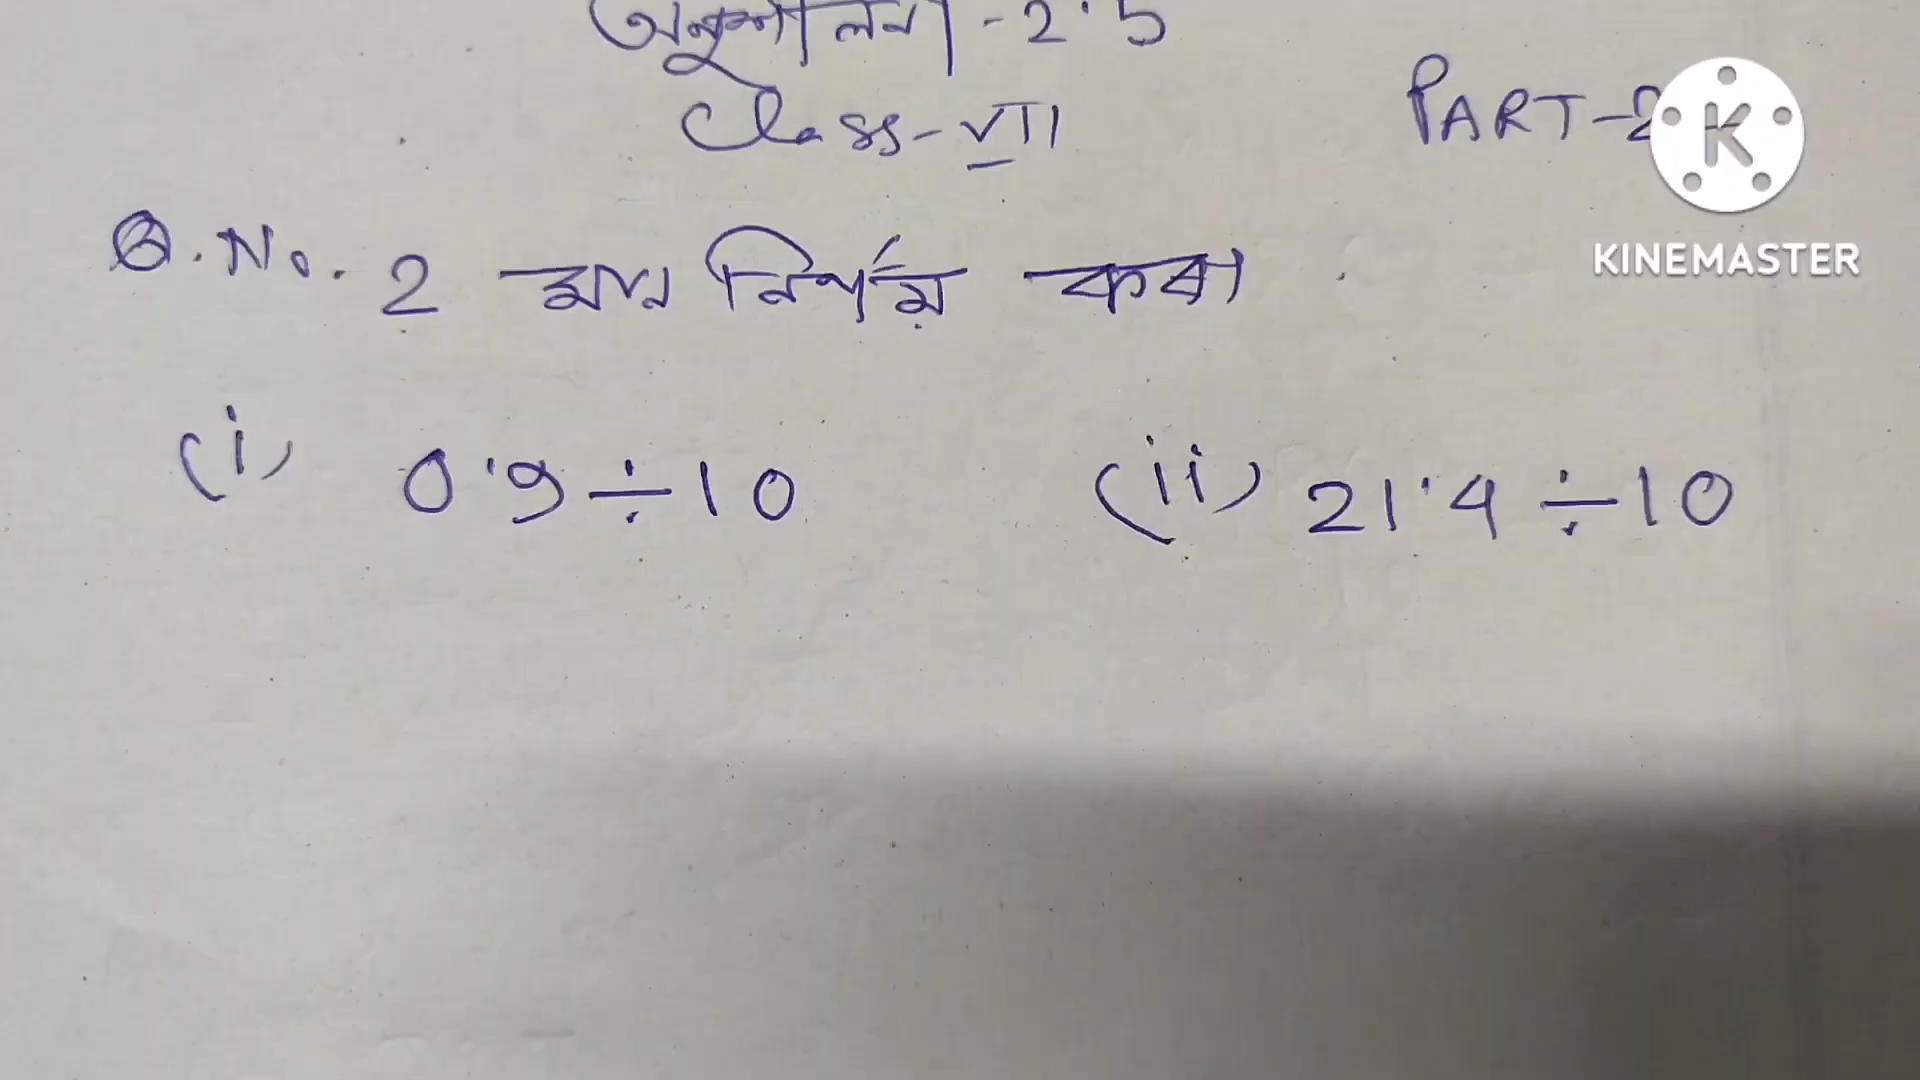 অনুশীলনী - 2.5
Class - VII
PART-2
Q. No. 2 মান নিৰ্ণয় কৰা
(i) 0.9 ÷ 10 (ii) 21.4 ÷ 10
K
KINEMASTER